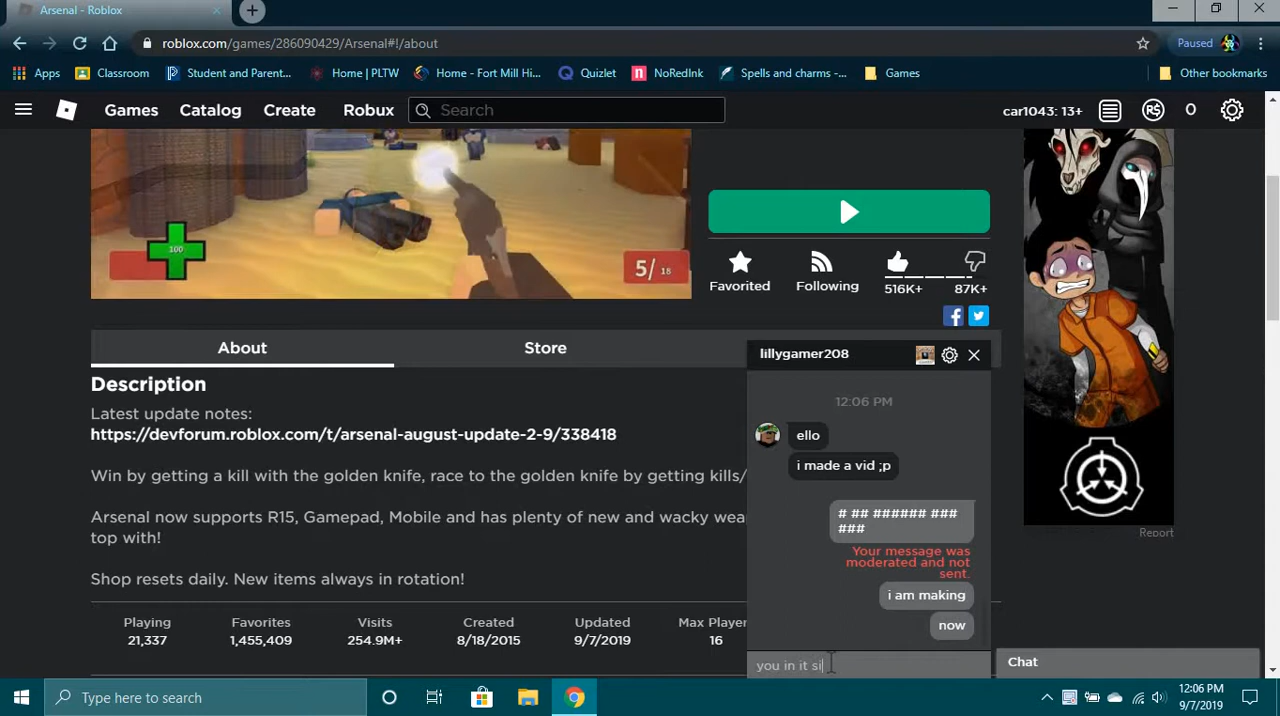 Arsenal - Roblox
roblox.com/games/286090429/Arsenal#!/about
Paused
Apps
Classroom
Student and Parent...
Home | PLTW
Home - Fort Mill Hi...
Quizlet
NoRedInk
Spells and charms -...
Games
Other bookmarks
Games
Catalog
Create
Robux
Search
car1043: 13+
0
100
5/ 18
Favorited
Following
516K+
87K+
About
Store
Description
Latest update notes:
https://devforum.roblox.com/t/arsenal-august-update-2-9/338418
Win by getting a kill with the golden knife, race to the golden knife by getting kills/
Arsenal now supports R15, Gamepad, Mobile and has plenty of new and wacky wea
top with!
Shop resets daily. New items always in rotation!
Playing
21,337
Favorites
1,455,409
Visits
254.9M+
Created
8/18/2015
Updated
9/7/2019
Max Player
16
lillygamer208
12:06 PM
ello
i made a vid ;p
# ## ###### ###
###
Your message was
moderated and not
sent.
i am making
now
you in it si
Report
Chat
Type here to search
12:06 PM
9/7/2019